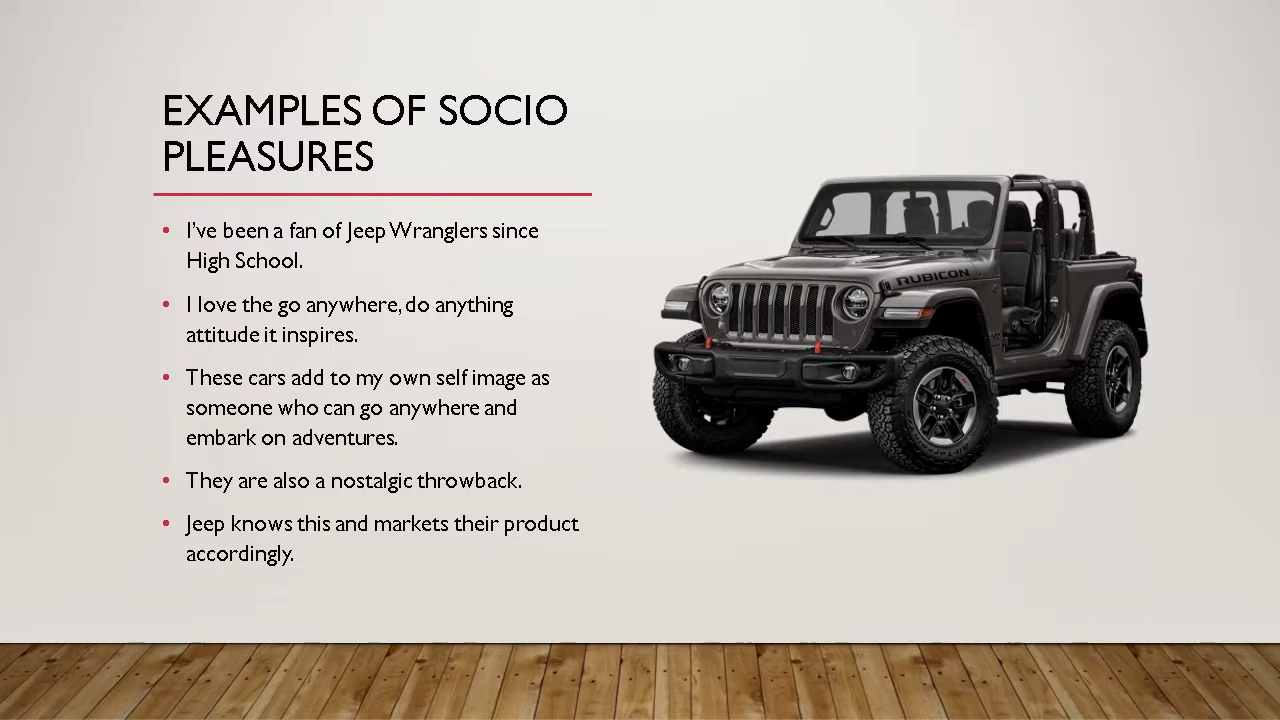 EXAMPLES OF SOCIO
PLEASURES
• I've been a fan of Jeep Wranglers since
High School.
• I love the go anywhere, do anything
attitude it inspires.
• These cars add to my own self image as
someone who can go anywhere and
embark on adventures.
• They are also a nostalgic throwback.
• Jeep knows this and markets their product
accordingly.
RUBICON